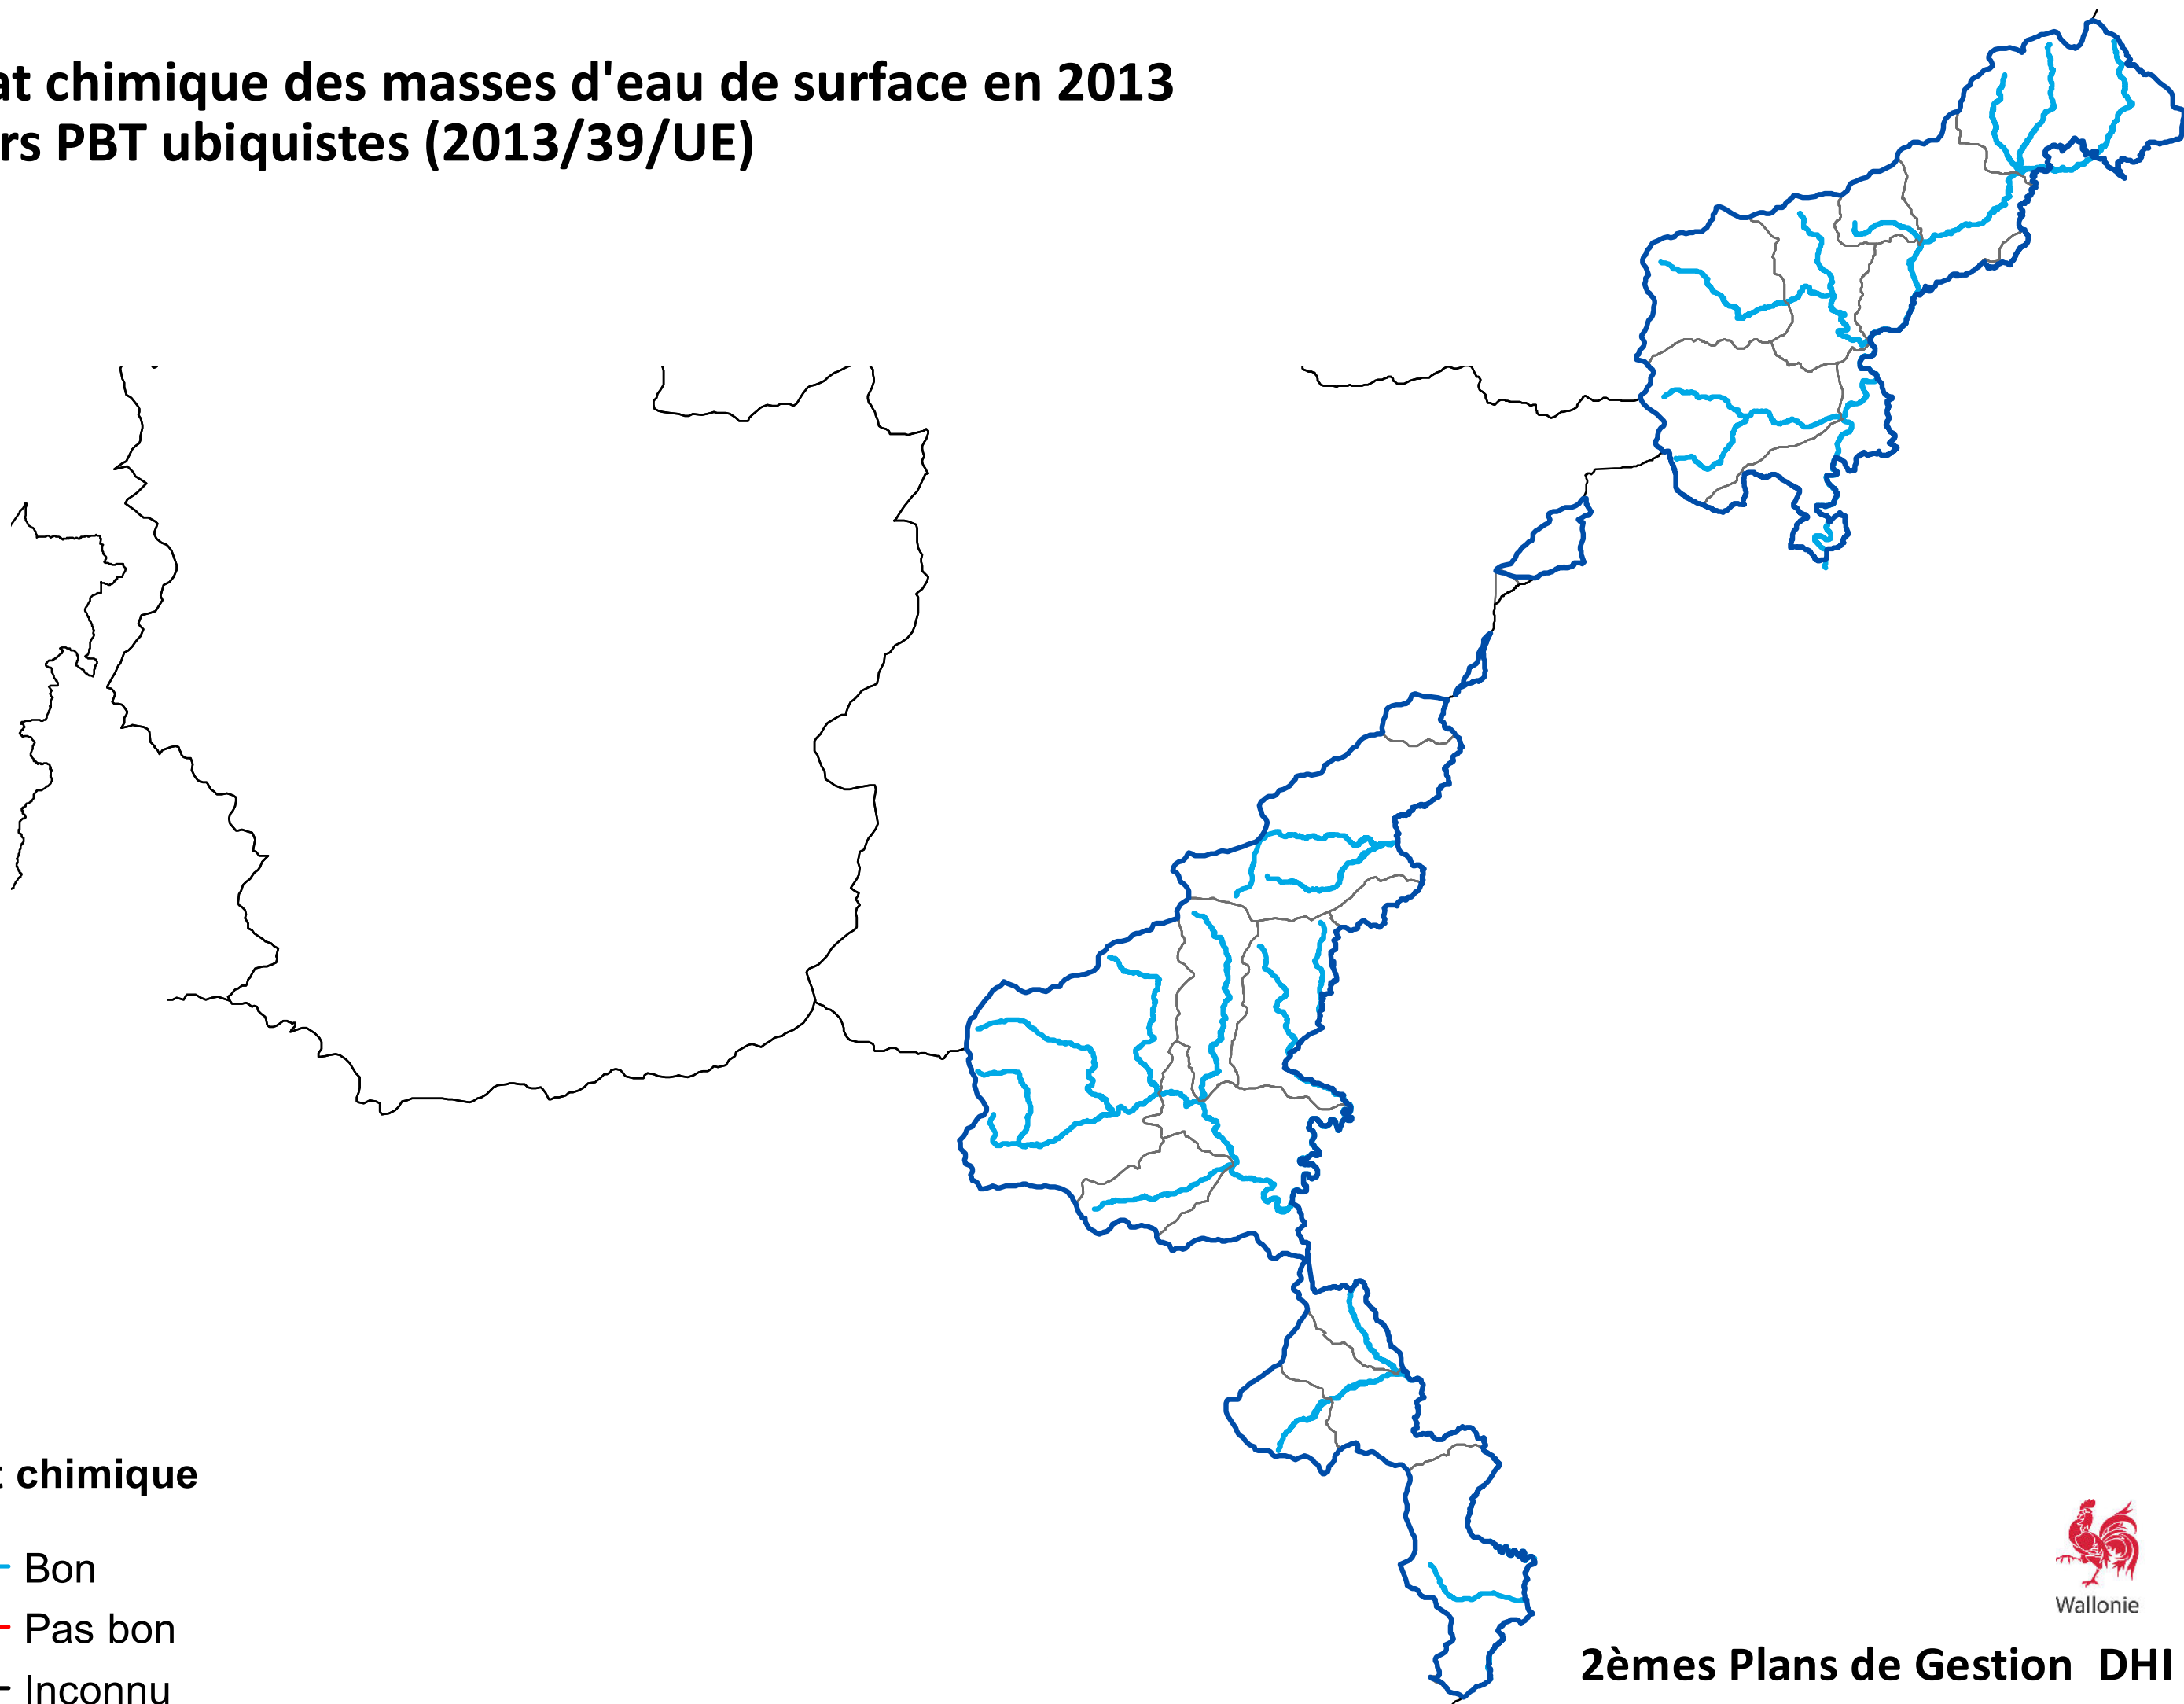 at chimique des masses d'eau de surface en 2013
rs PBT ubiquistes (2013/39/UE)
t chimique
Bon
Pas bon
Inconnu
Wallonie
2èmes Plans de Gestion DHI